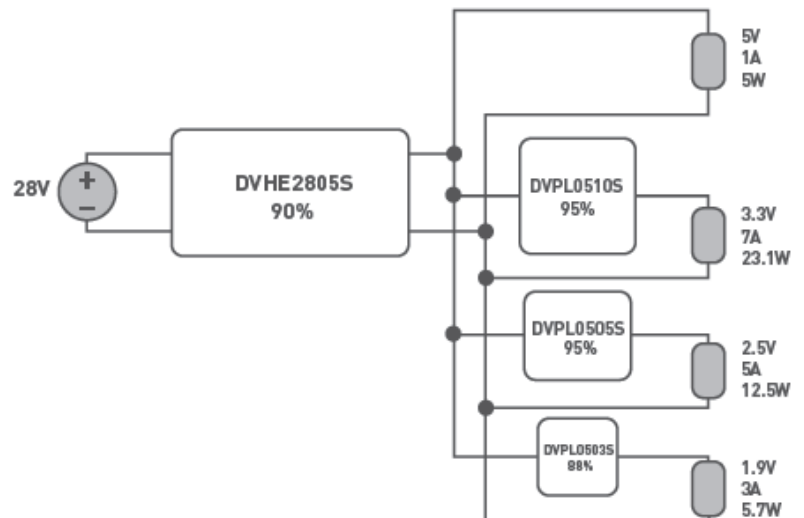 5V
1A
5W
28V
+
−
DVHE2805S
90%
DVPL0510S
95%
3.3V
7A
23.1W
DVPL0505S
95%
2.5V
5A
12.5W
DVPL0503S
88%
1.9V
3A
5.7W